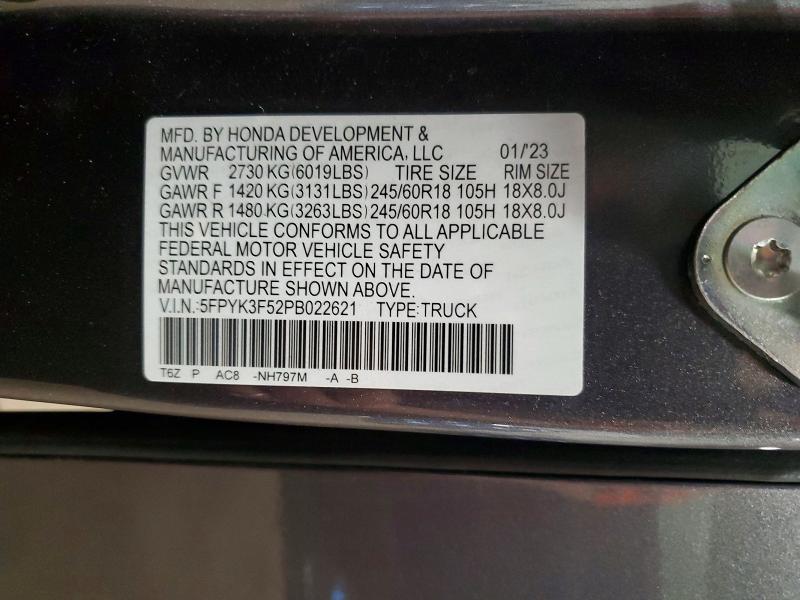 MFD. BY HONDA DEVELOPMENT &
MANUFACTURING OF AMERICA, LLC 01/'23
GVWR 2730 KG(6019LBS) TIRE SIZE RIM SIZE
GAWR F 1420 KG(3131LBS) 245/60R18 105H 18X8.0J
GAWR R 1480 KG(3263LBS) 245/60R18 105H 18X8.0J
THIS VEHICLE CONFORMS TO ALL APPLICABLE
FEDERAL MOTOR VEHICLE SAFETY
STANDARDS IN EFFECT ON THE DATE OF
MANUFACTURE SHOWN ABOVE.
V.I.N.:5FPYK3F52PB022621 TYPE:TRUCK
T6Z P AC8 -NH797M -A -B